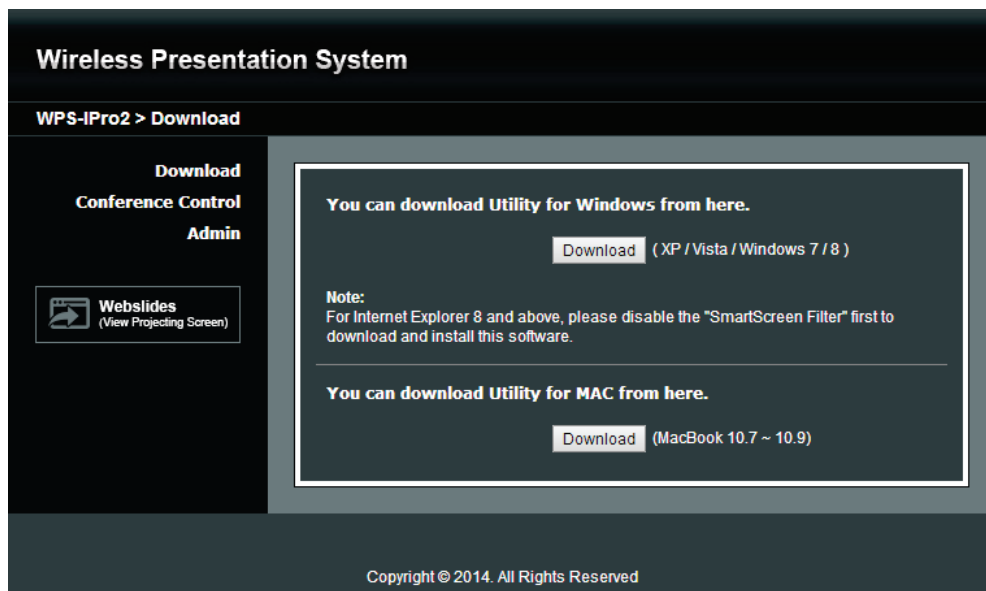 Wireless Presentation System
WPS-IPro2 > Download
Download
Conference Control
Admin
Webslides
(View Projecting Screen)
You can download Utility for Windows from here.
Download ( XP / Vista / Windows 7 / 8 )
Note:
For Internet Explorer 8 and above, please disable the "SmartScreen Filter" first to
download and install this software.
You can download Utility for MAC from here.
Download (MacBook 10.7 ~ 10.9)
Copyright © 2014. All Rights Reserved